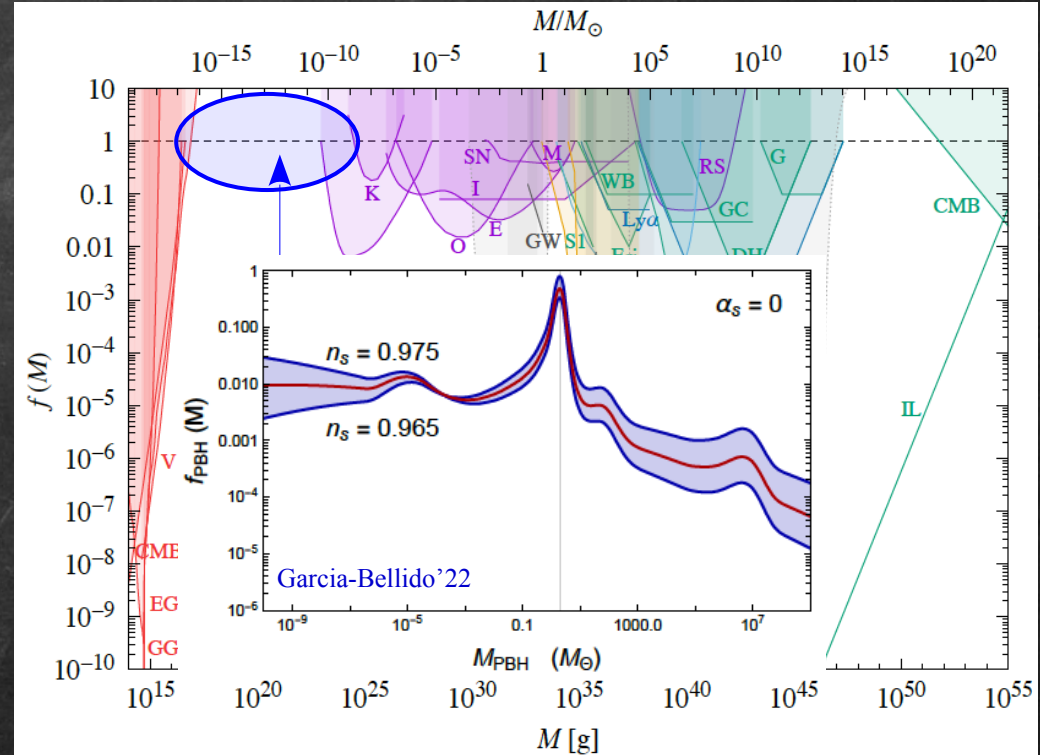 M/M⊙
10⁻¹⁵ 10⁻¹⁰ 10⁻⁵ 1 10⁵ 10¹⁰ 10¹⁵ 10²⁰
10
1
0.1
0.01
10⁻³
10⁻⁴
10⁻⁵
10⁻⁶
10⁻⁷
10⁻⁸
10⁻⁹
10⁻¹⁰
f(M)
K
SN
M
I
O
E
WB
RS
G
GC
Lyα
GW
S1
DH
CMB
IL
V
CMB
EG
GG
1
0.100
0.010
0.001
10⁻⁴
10⁻⁵
10⁻⁶
f_PBH (M)
α_s = 0
n_s = 0.975
n_s = 0.965
Garcia-Bellido’22
10⁻⁹ 10⁻⁵ 0.1 1000.0 10⁷
M_PBH (M⊙)
10¹⁵ 10²⁰ 10²⁵ 10³⁰ 10³⁵ 10⁴⁰ 10⁴⁵ 10⁵⁰ 10⁵⁵
M [g]